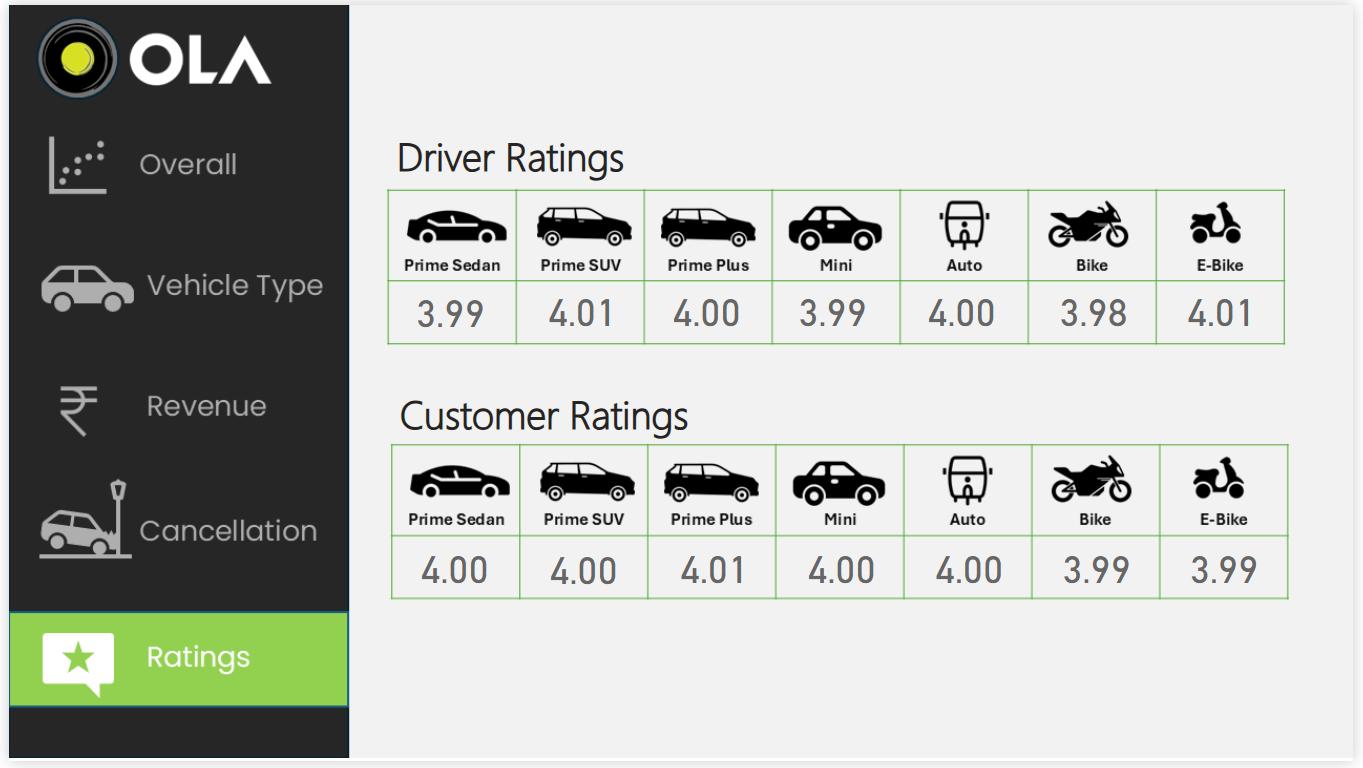 OLA
Overall
Vehicle Type
Revenue
Cancellation
Ratings
Driver Ratings
Prime Sedan Prime SUV Prime Plus Mini Auto Bike E-Bike
3.99 4.01 4.00 3.99 4.00 3.98 4.01
Customer Ratings
Prime Sedan Prime SUV Prime Plus Mini Auto Bike E-Bike
4.00 4.00 4.01 4.00 4.00 3.99 3.99